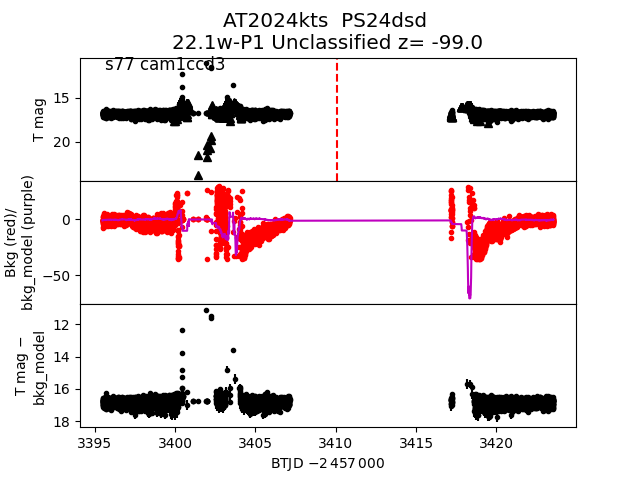 AT2024kts PS24dsd
22.1w-P1 Unclassified z= -99.0
s77 cam1ccd3
T mag
15
20
Bkg (red)/
bkg_model (purple)
0
−50
T mag −
bkg_model
12
14
16
18
3395 3400 3405 3410 3415 3420
BTJD −2 457 000